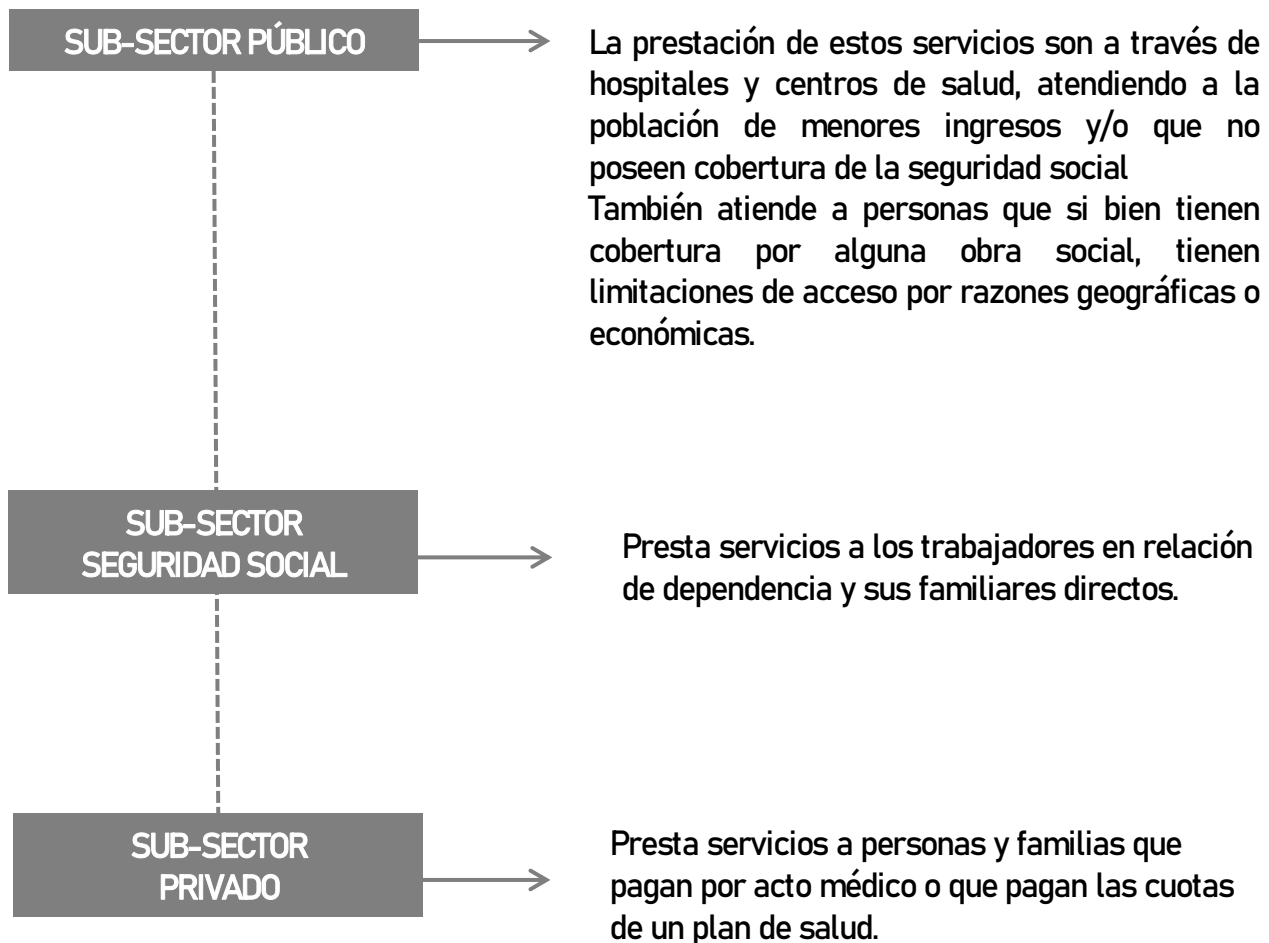 SUB-SECTOR PÚBLICO
La prestación de estos servicios son a través de
hospitales y centros de salud, atendiendo a la
población de menores ingresos y/o que no
poseen cobertura de la seguridad social
También atiende a personas que si bien tienen
cobertura por alguna obra social, tienen
limitaciones de acceso por razones geográficas o
económicas.
SUB-SECTOR
SEGURIDAD SOCIAL
Presta servicios a los trabajadores en relación
de dependencia y sus familiares directos.
SUB-SECTOR
PRIVADO
Presta servicios a personas y familias que
pagan por acto médico o que pagan las cuotas
de un plan de salud.